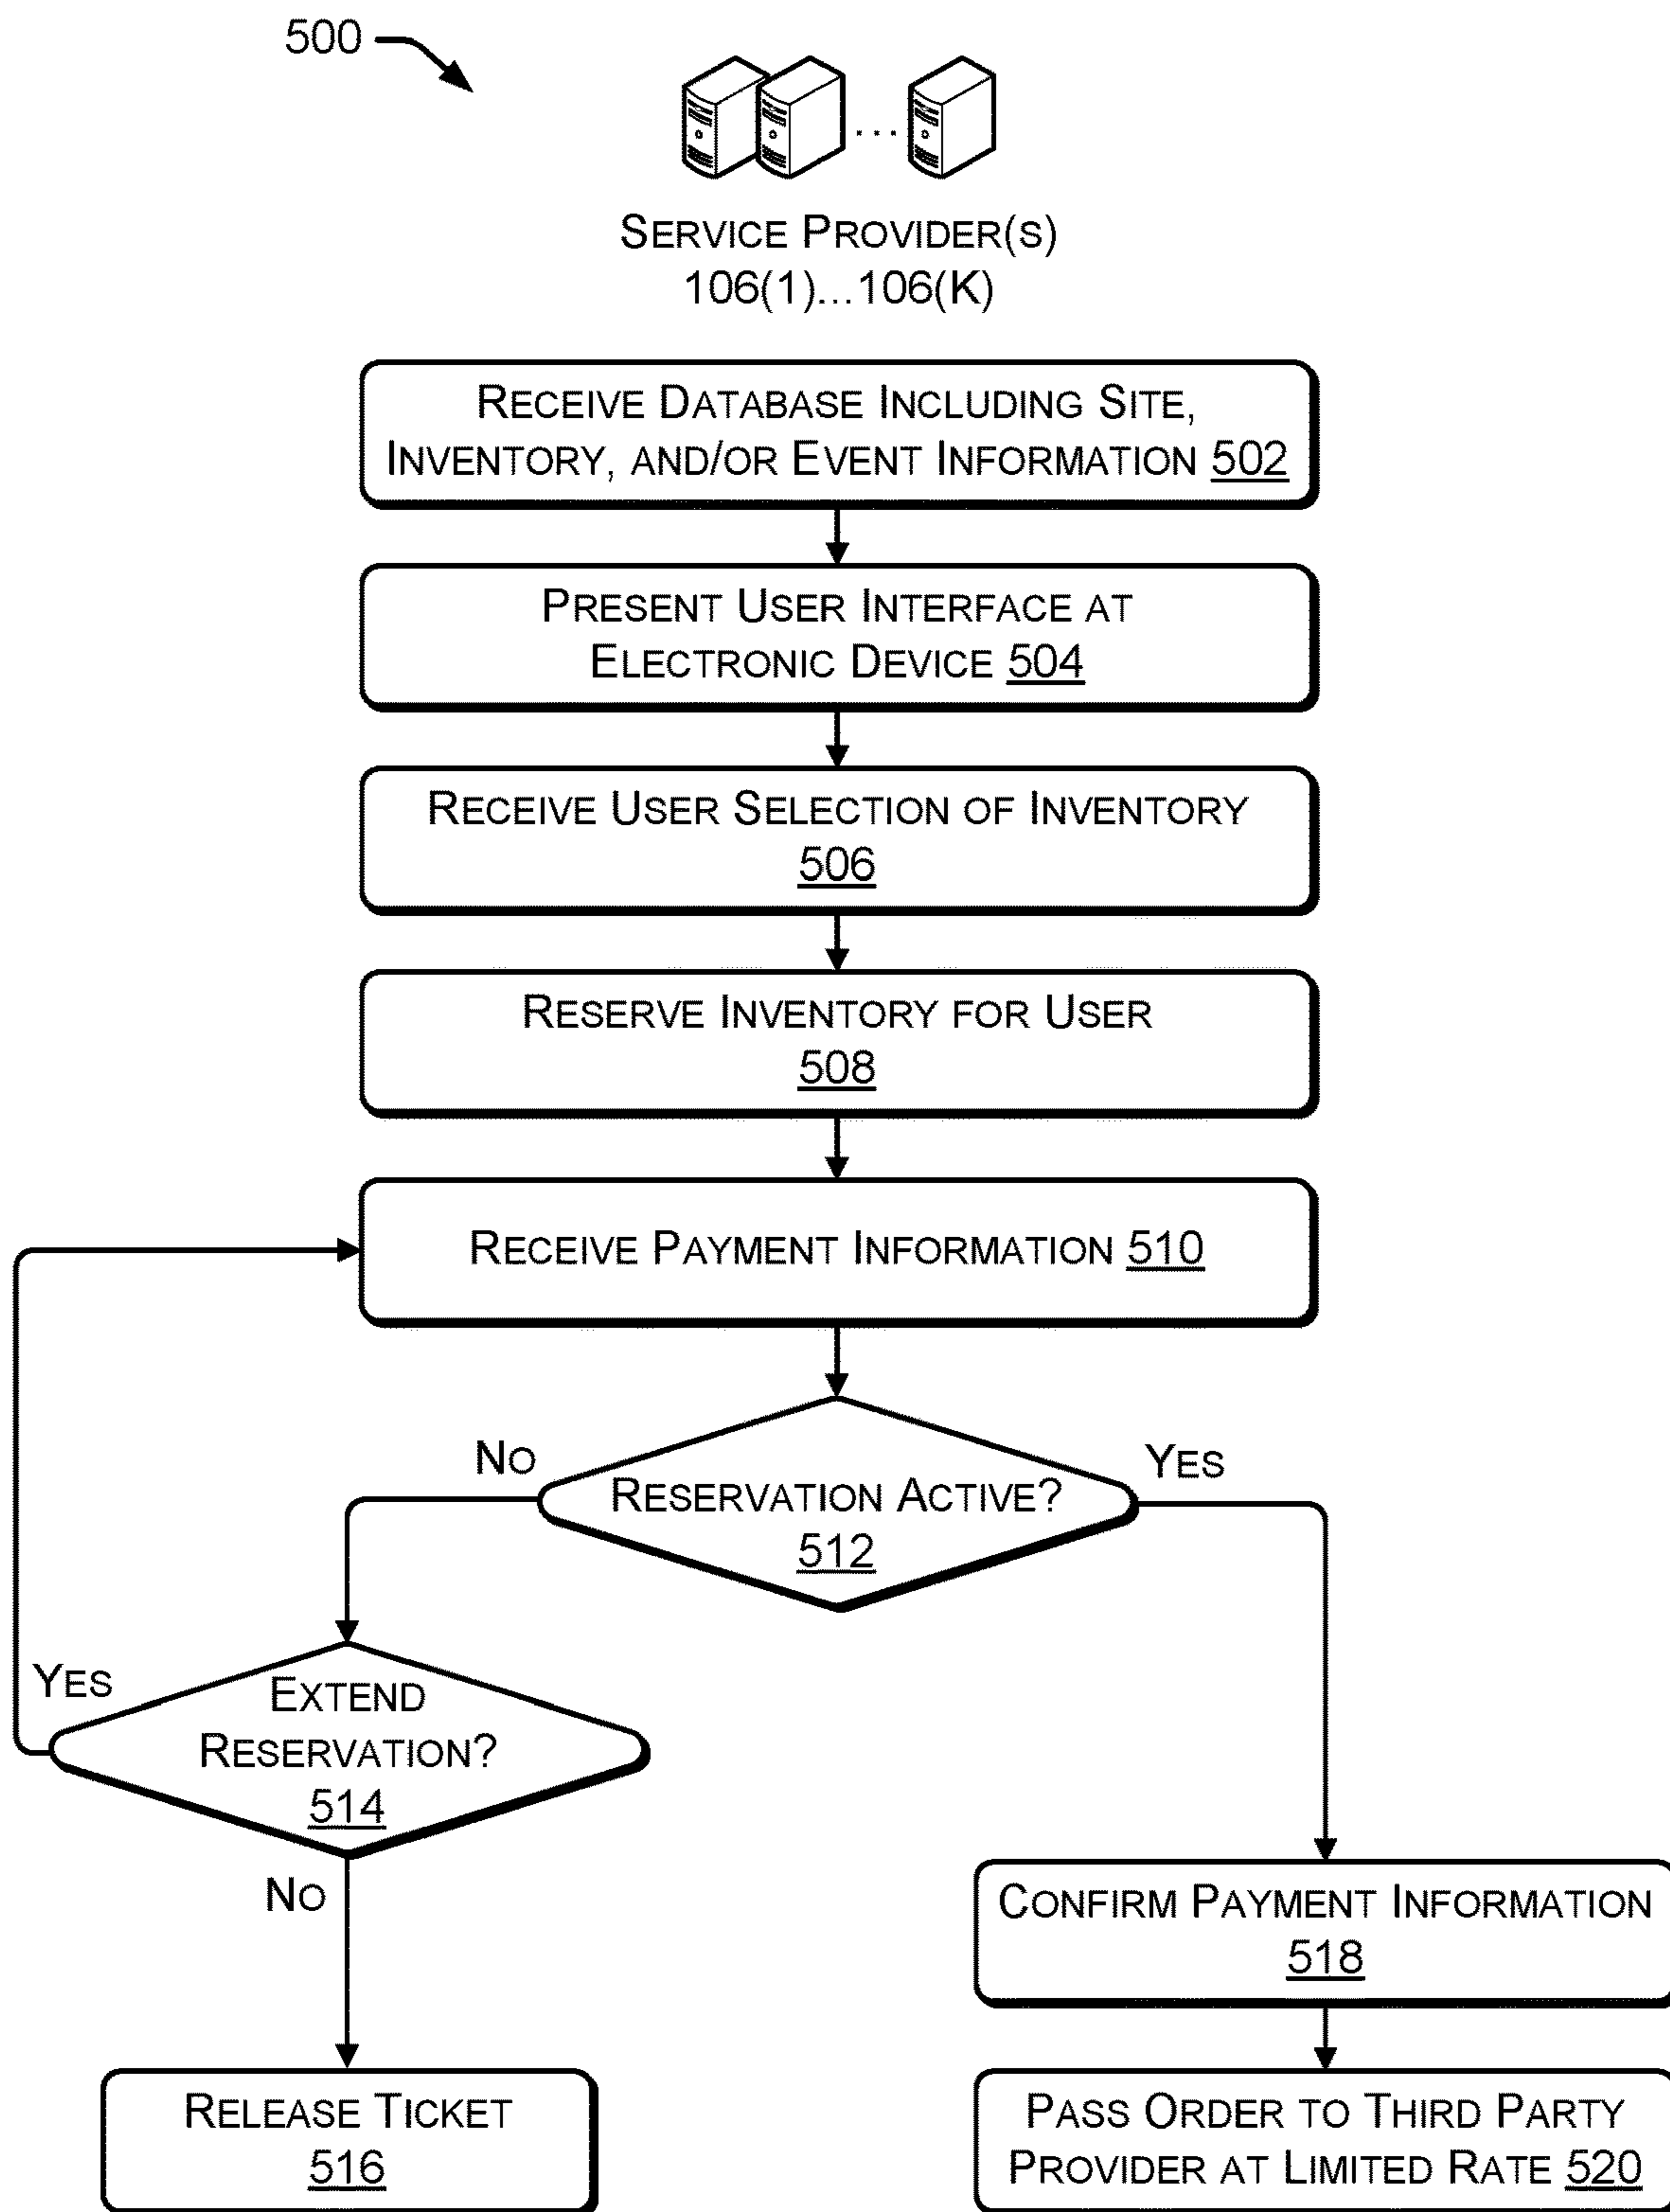 500
SERVICE PROVIDER(S)
106(1)...106(K)
RECEIVE DATABASE INCLUDING SITE,
INVENTORY, AND/OR EVENT INFORMATION 502
PRESENT USER INTERFACE AT
ELECTRONIC DEVICE 504
RECEIVE USER SELECTION OF INVENTORY
506
RESERVE INVENTORY FOR USER
508
RECEIVE PAYMENT INFORMATION 510
NO
YES
RESERVATION ACTIVE?
512
YES
EXTEND
RESERVATION?
514
NO
CONFIRM PAYMENT INFORMATION
518
RELEASE TICKET
516
PASS ORDER TO THIRD PARTY
PROVIDER AT LIMITED RATE 520